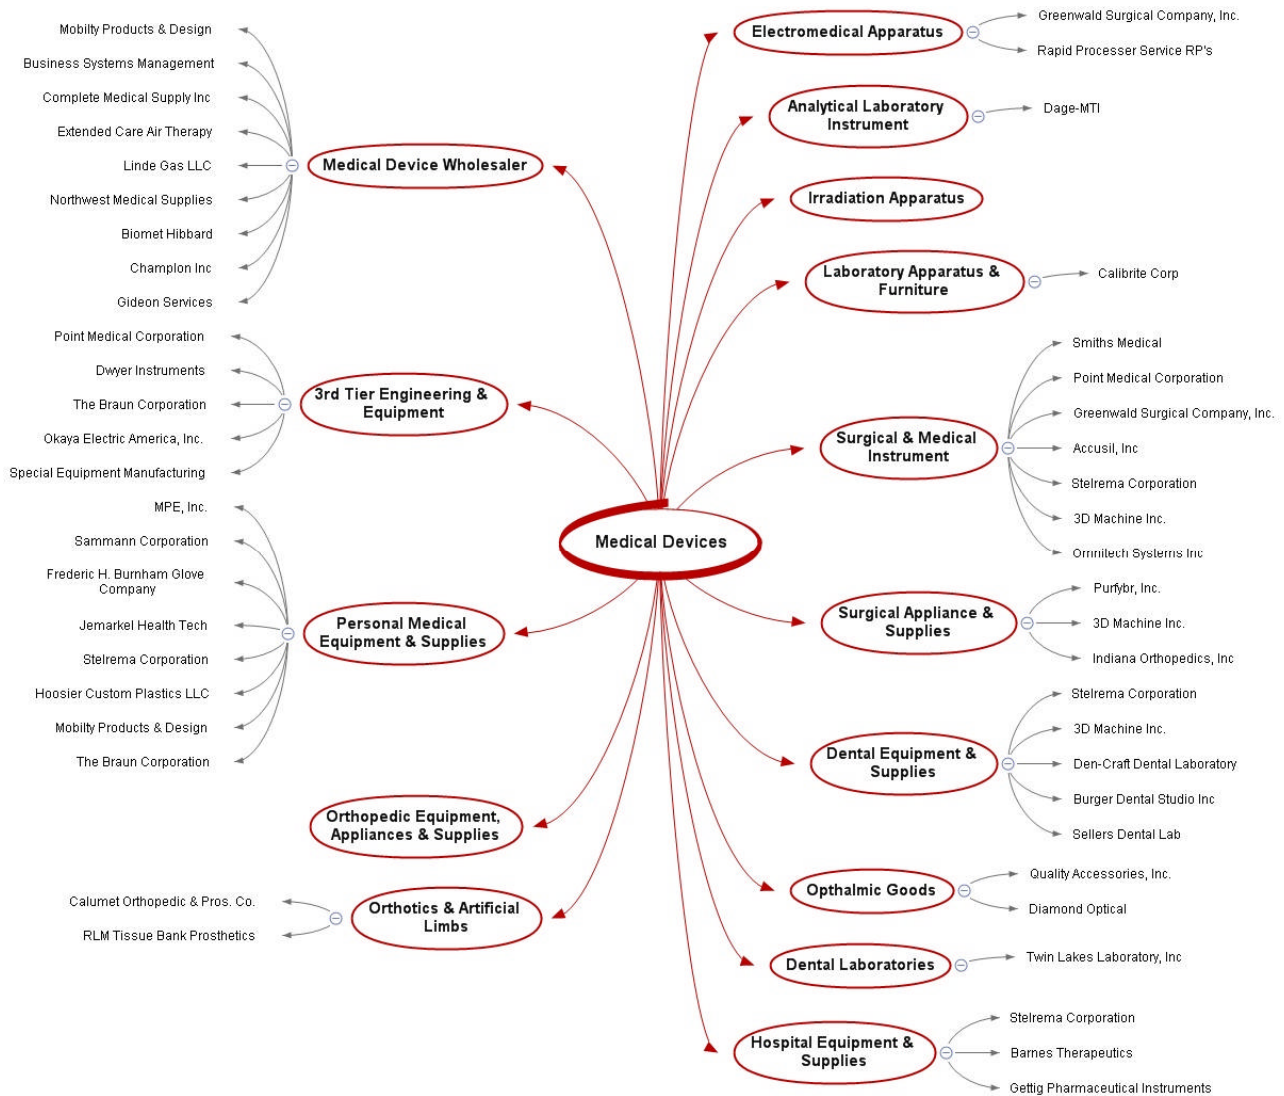 Medical Devices
Medical Device Wholesaler
Mobilty Products & Design
Business Systems Management
Complete Medical Supply Inc
Extended Care Air Therapy
Linde Gas LLC
Northwest Medical Supplies
Biomet Hibbard
Champlon Inc
Gideon Services
3rd Tier Engineering &
Equipment
Point Medical Corporation
Dwyer Instruments
The Braun Corporation
Okaya Electric America, Inc.
Special Equipment Manufacturing
Personal Medical
Equipment & Supplies
MPE, Inc.
Sammann Corporation
Frederic H. Burnham Glove
Company
Jemarkel Health Tech
Stelrema Corporation
Hoosier Custom Plastics LLC
Mobilty Products & Design
The Braun Corporation
Orthopedic Equipment,
Appliances & Supplies
Orthotics & Artificial
Limbs
Calumet Orthopedic & Pros. Co.
RLM Tissue Bank Prosthetics
Electromedical Apparatus
Greenwald Surgical Company, Inc.
Rapid Processer Service RP's
Analytical Laboratory
Instrument
Dage-MTI
Irradiation Apparatus
Laboratory Apparatus &
Furniture
Calibrite Corp
Surgical & Medical
Instrument
Smiths Medical
Point Medical Corporation
Greenwald Surgical Company, Inc.
Accusil, Inc
Stelrema Corporation
3D Machine Inc.
Omnitech Systems Inc
Surgical Appliance &
Supplies
Purfybr, Inc.
3D Machine Inc.
Indiana Orthopedics, Inc
Dental Equipment &
Supplies
Stelrema Corporation
3D Machine Inc.
Den-Craft Dental Laboratory
Burger Dental Studio Inc
Sellers Dental Lab
Opthalmic Goods
Quality Accessories, Inc.
Diamond Optical
Dental Laboratories
Twin Lakes Laboratory, Inc
Hospital Equipment &
Supplies
Stelrema Corporation
Barnes Therapeutics
Gettig Pharmaceutical Instruments